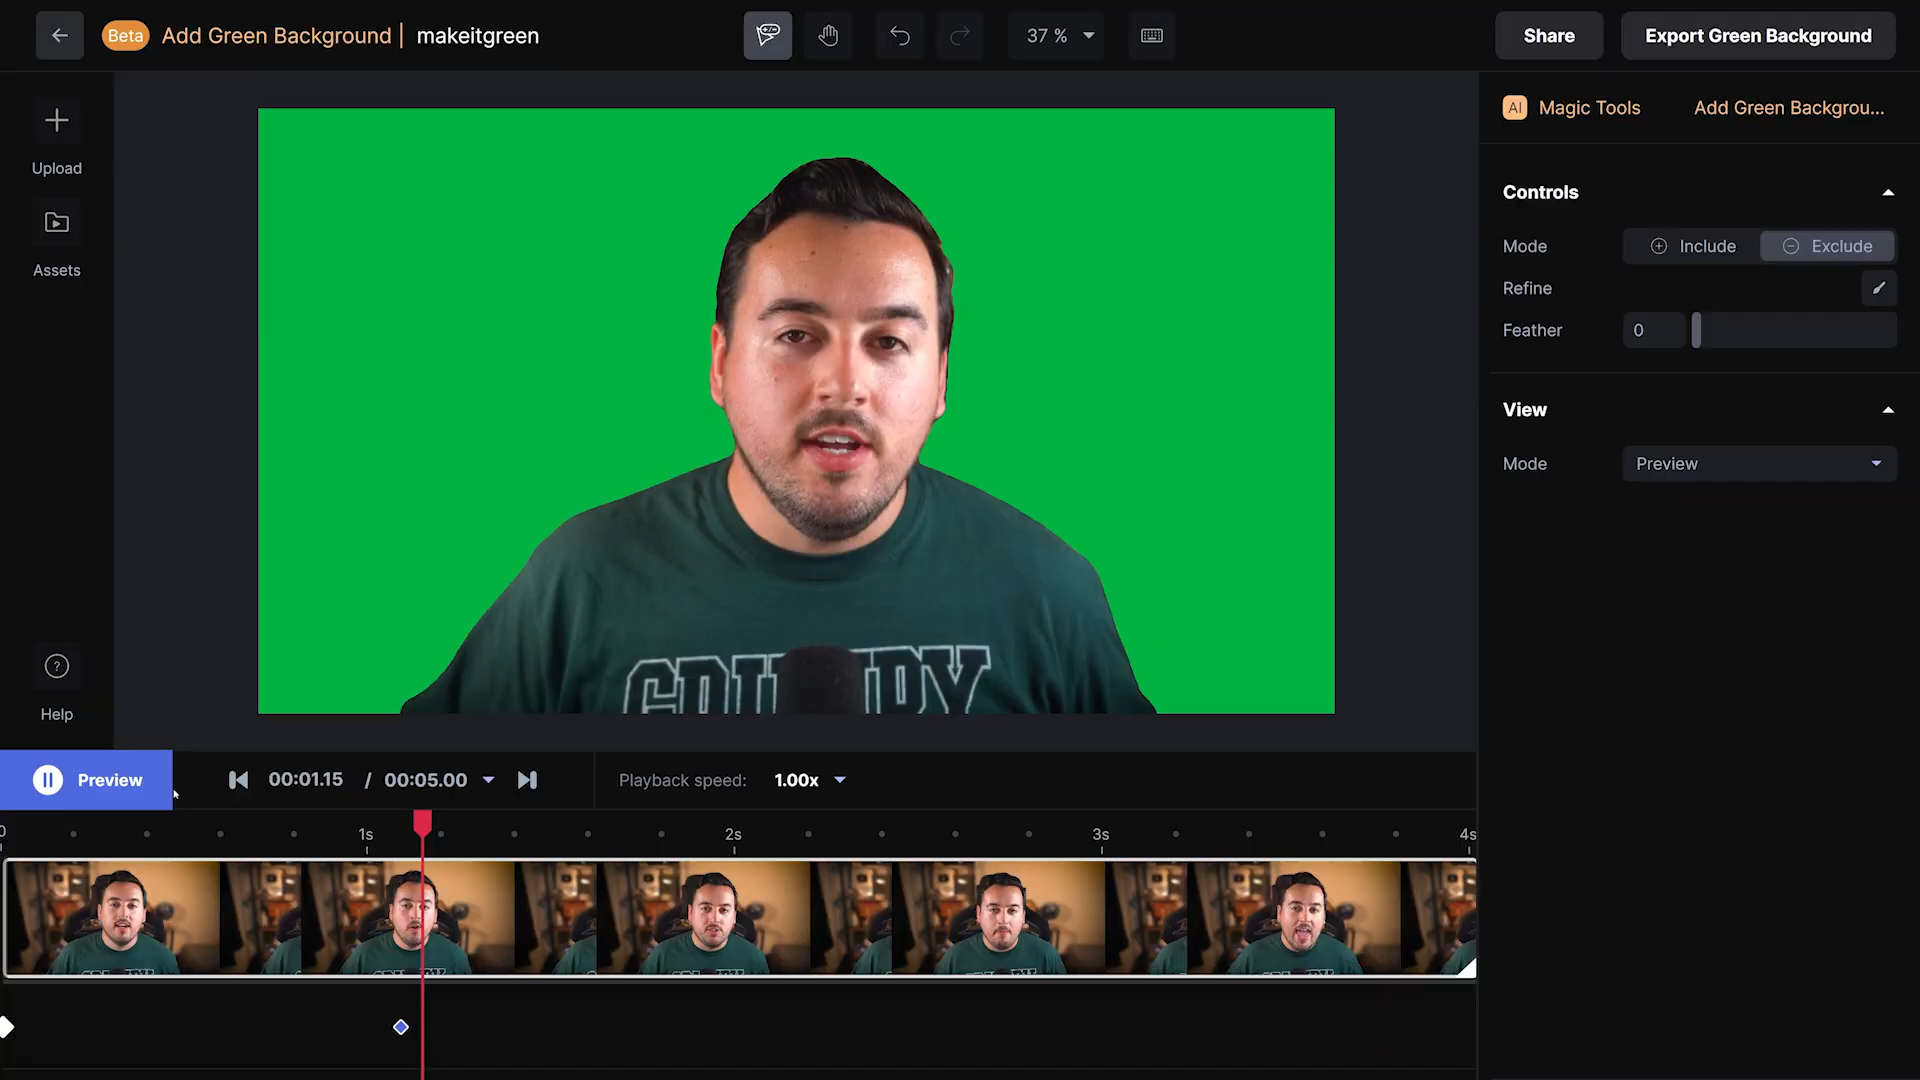 Beta Add Green Background | makeitgreen
37 %
Share
Export Green Background
Upload
Assets
Help
AI Magic Tools
Add Green Backgrou...
Controls
Mode
Include
Exclude
Refine
Feather
0
View
Mode
Preview
Preview
00:01.15 / 00:05.00
Playback speed: 1.00x
0
1s
2s
3s
4s